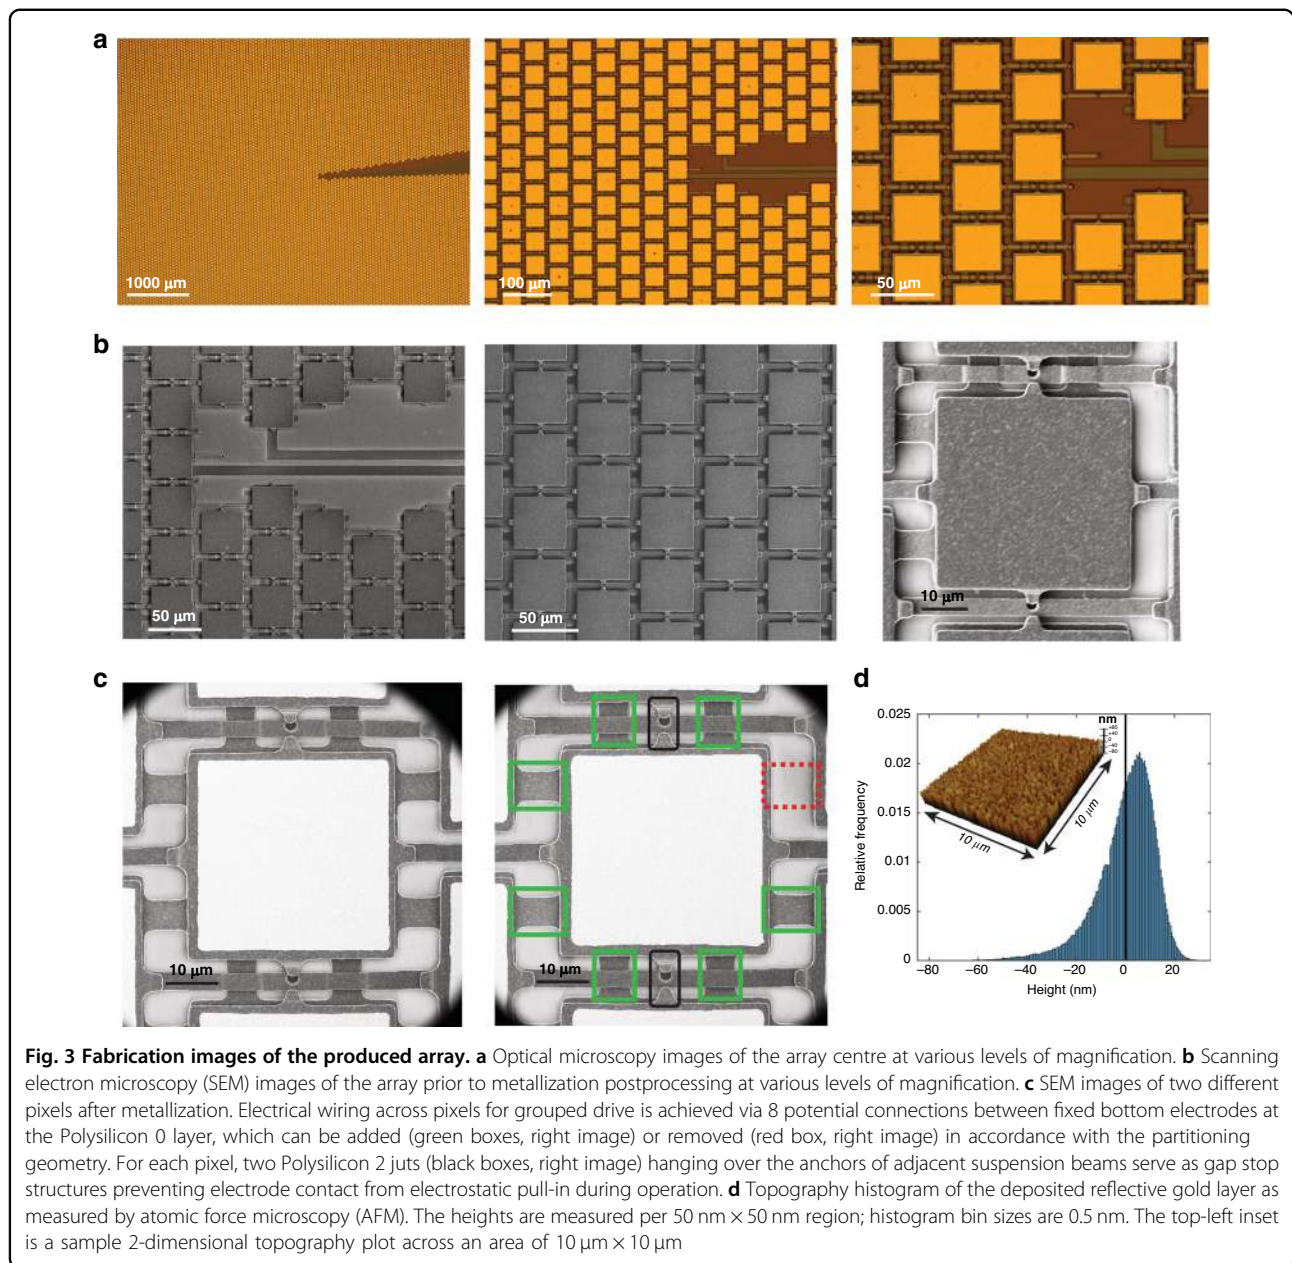 a
1000 μm
100 μm
50 μm
b
50 μm
50 μm
10 μm
c
10 μm
10 μm
d
0.025
0.02
0.015
0.01
0.005
0
Relative frequency
nm
+80
+40
0
−40
−80
10 μm
10 μm
−80
−60
−40
−20
0
20
Height (nm)
Fig. 3 Fabrication images of the produced array. a Optical microscopy images of the array centre at various levels of magnification. b Scanning
electron microscopy (SEM) images of the array prior to metallization postprocessing at various levels of magnification. c SEM images of two different
pixels after metallization. Electrical wiring across pixels for grouped drive is achieved via 8 potential connections between fixed bottom electrodes at
the Polysilicon 0 layer, which can be added (green boxes, right image) or removed (red box, right image) in accordance with the partitioning
geometry. For each pixel, two Polysilicon 2 juts (black boxes, right image) hanging over the anchors of adjacent suspension beams serve as gap stop
structures preventing electrode contact from electrostatic pull-in during operation. d Topography histogram of the deposited reflective gold layer as
measured by atomic force microscopy (AFM). The heights are measured per 50 nm × 50 nm region; histogram bin sizes are 0.5 nm. The top-left inset
is a sample 2-dimensional topography plot across an area of 10 μm × 10 μm